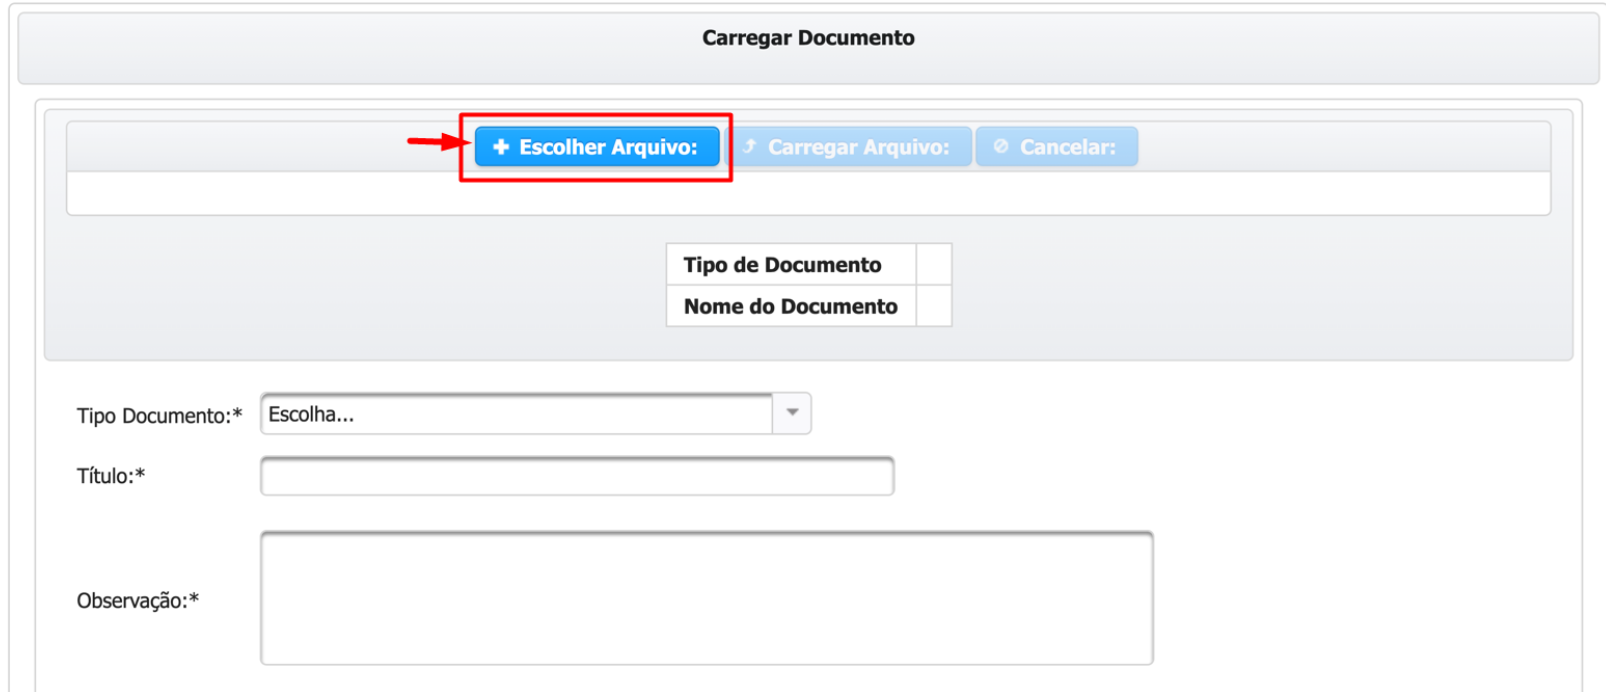 Carregar Documento
Escolher Arquivo: Carregar Arquivo: Cancelar:
Tipo de Documento
Nome do Documento
Tipo Documento:* Escolha...
Título:*
Observação:*